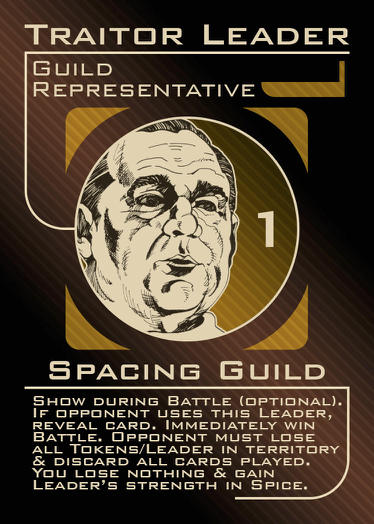 Traitor Leader
Guild
Representative
1
Spacing Guild
Show during Battle (optional).
If opponent uses this Leader,
reveal card. Immediately win
Battle. Opponent must lose
all Tokens/Leader in territory
& discard all cards played.
You lose nothing & gain
Leader's strength in Spice.